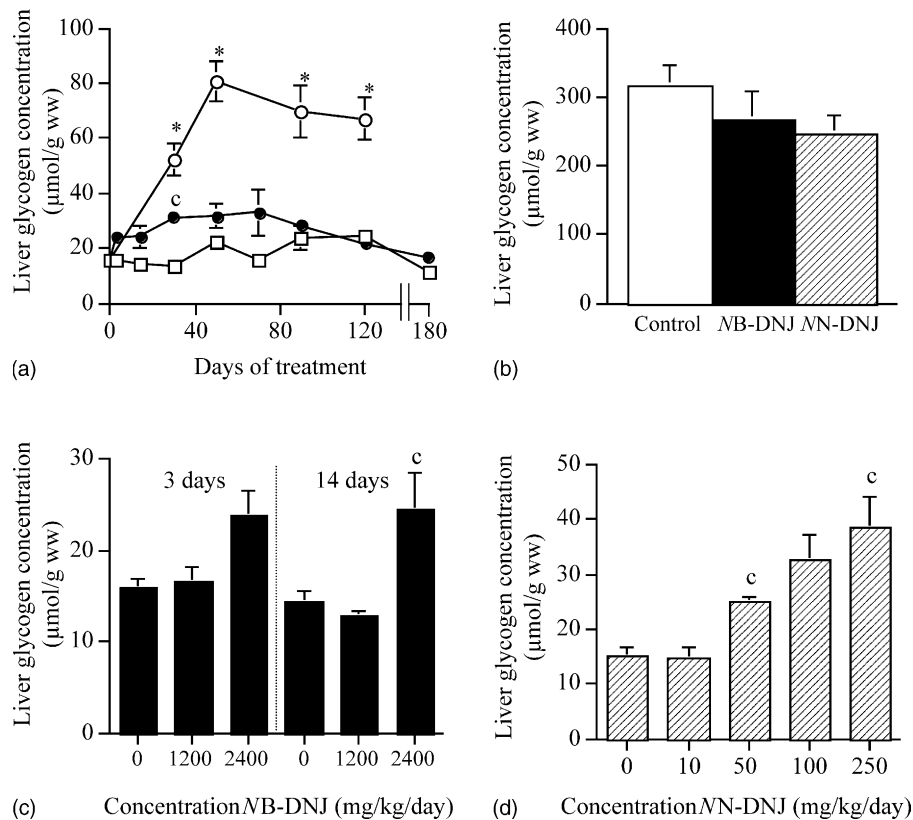 (a)
Liver glycogen concentration
(µmol/g ww)
100
80
60
40
20
0
*
*
*
*
c
0
40
80
120
180
Days of treatment
(b)
Liver glycogen concentration
(µmol/g ww)
400
300
200
100
0
Control
NB-DNJ
NN-DNJ
(c)
Liver glycogen concentration
(µmol/g ww)
30
20
10
0
3 days
14 days
c
0
1200
2400
0
1200
2400
Concentration NB-DNJ (mg/kg/day)
(d)
Liver glycogen concentration
(µmol/g ww)
50
40
30
20
10
0
c
c
0
10
50
100
250
Concentration NN-DNJ (mg/kg/day)